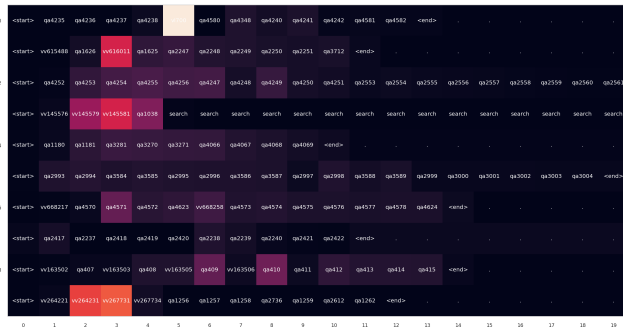 <start> qa4235 qa4236 qa4237 qa4238 qa4580 qa4348 qa4240 qa4241 qa4242 qa4581 qa4582 <end> . . . . . .
<start> vv615488 qa1626 vv616011 qa1625 qa2247 qa2248 qa2249 qa2250 qa2251 qa3712 <end> . . . . . . . .
<start> qa4252 qa4253 qa4254 qa4255 qa4256 qa4247 qa4248 qa4249 qa4250 qa4251 qa2553 qa2554 qa2555 qa2556 qa2557 qa2558 qa2559 qa2560 qa2561
<start> vv145576 vv145579 vv145581 qa1038 search search search search search search search search search search search search search search search
<start> qa1180 qa1181 qa3281 qa3270 qa3271 qa4066 qa4067 qa4068 qa4069 <end> . . . . . . . . .
<start> qa2993 qa2994 qa3584 qa3585 qa2995 qa2996 qa3586 qa3587 qa2997 qa2998 qa3588 qa3589 qa2999 qa3000 qa3001 qa3002 qa3003 qa3004 <end>
<start> vv668217 qa4570 qa4571 qa4572 qa4623 vv668258 qa4573 qa4574 qa4575 qa4576 qa4577 qa4578 qa4624 <end> . . . . .
<start> qa2417 qa2237 qa2418 qa2419 qa2420 qa2238 qa2239 qa2240 qa2421 qa2422 <end> . . . . . . . .
<start> vv163502 qa407 vv163503 qa408 vv163505 qa409 vv163506 qa410 qa411 qa412 qa413 qa414 qa415 <end> . . . . .
<start> vv264221 vv264231 vv267731 vv267734 qa1256 qa1257 qa1258 qa2736 qa1259 qa2612 qa1262 <end> . . . . . . .
0 1 2 3 4 5 6 7 8 9 10 11 12 13 14 15 16 17 18 19